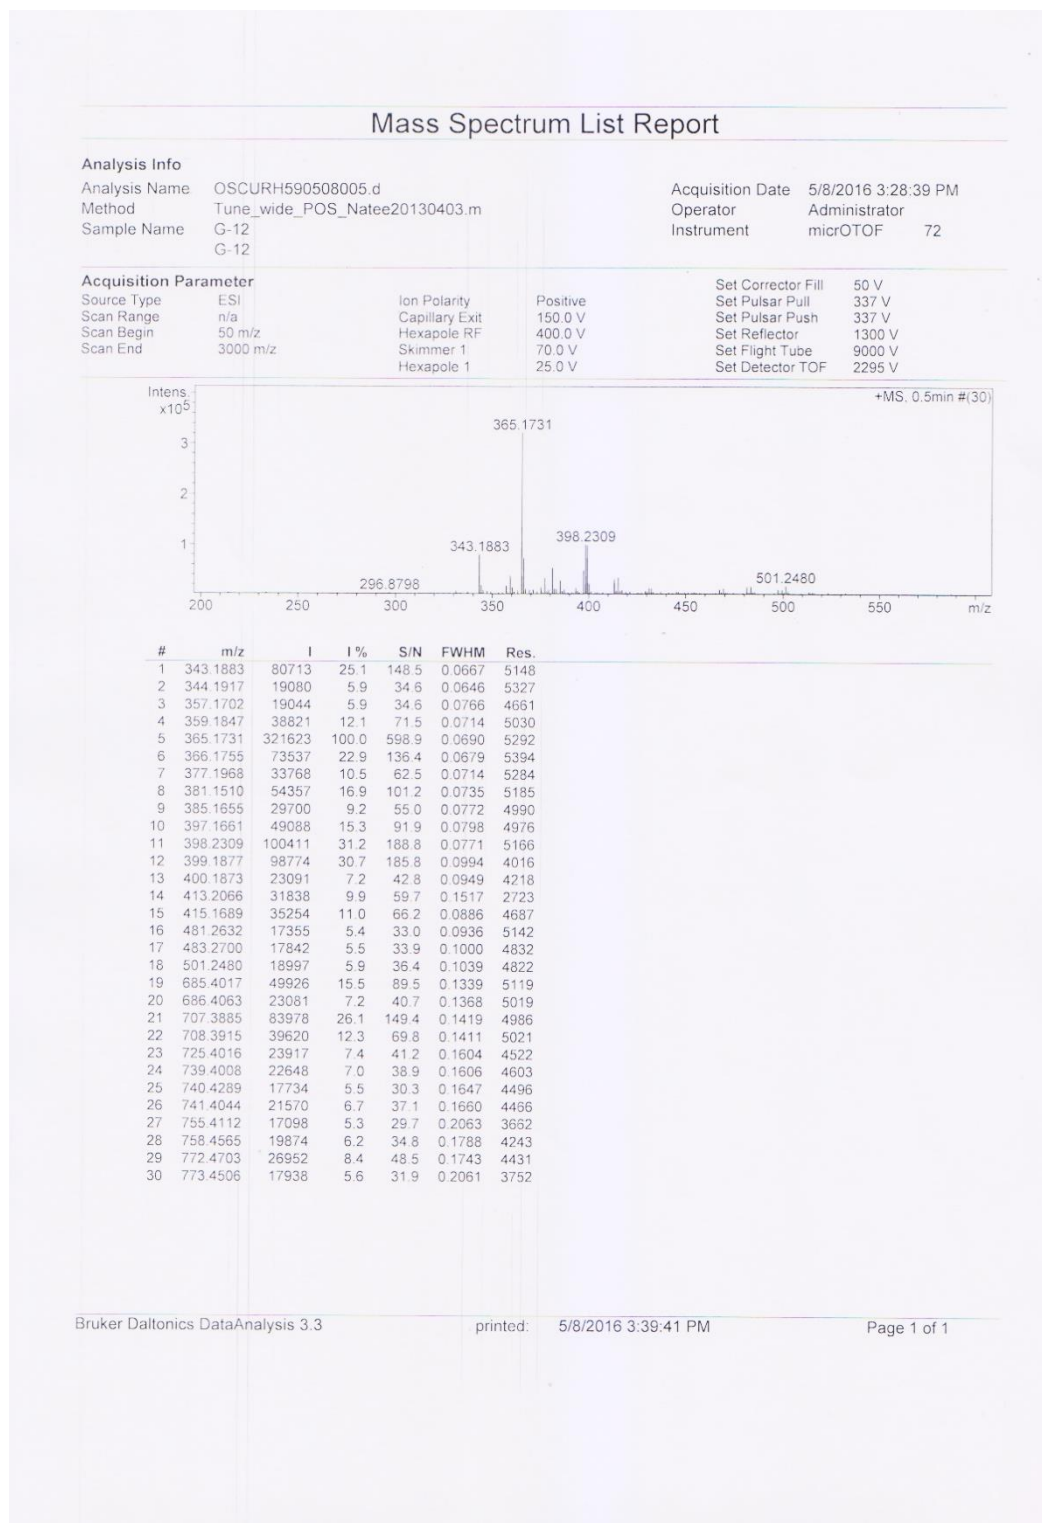 Mass Spectrum List Report
Analysis Info
Analysis Name OSCURH590508005.d Acquisition Date 5/8/2016 3:28:39 PM
Method Tune_wide_POS_Natee20130403.m Operator Administrator
Sample Name G-12 Instrument micrOTOF 72
G-12
Acquisition Parameter Set Corrector Fill 50 V
Source Type ESI Ion Polarity Positive Set Pulsar Pull 337 V
Scan Range n/a Capillary Exit 150.0 V Set Pulsar Push 337 V
Scan Begin 50 m/z Hexapole RF 400.0 V Set Reflector 1300 V
Scan End 3000 m/z Skimmer 1 70.0 V Set Flight Tube 9000 V
Hexapole 1 25.0 V Set Detector TOF 2295 V
Intens. +MS, 0.5min #(30)
x10⁵
365.1731
3
2
1 343.1883 398.2309
296.8798 501.2480
200 250 300 350 400 450 500 550 m/z
# m/z I I % S/N FWHM Res.
1 343.1883 80713 25.1 148.5 0.0667 5148
2 344.1917 19080 5.9 34.6 0.0646 5327
3 357.1702 19044 5.9 34.6 0.0766 4661
4 359.1847 38821 12.1 71.5 0.0714 5030
5 365.1731 321623 100.0 598.9 0.0690 5292
6 366.1755 73537 22.9 136.4 0.0679 5394
7 377.1968 33768 10.5 62.5 0.0714 5284
8 381.1510 54357 16.9 101.2 0.0735 5185
9 385.1655 29700 9.2 55.0 0.0772 4990
10 397.1661 49088 15.3 91.9 0.0798 4976
11 398.2309 100411 31.2 188.8 0.0771 5166
12 399.1877 98774 30.7 185.8 0.0994 4016
13 400.1873 23091 7.2 42.8 0.0949 4218
14 413.2066 31838 9.9 59.7 0.1517 2723
15 415.1689 35254 11.0 66.2 0.0886 4687
16 481.2632 17355 5.4 33.0 0.0936 5142
17 483.2700 17842 5.5 33.9 0.1000 4832
18 501.2480 18997 5.9 36.4 0.1039 4822
19 685.4017 49926 15.5 89.5 0.1339 5119
20 686.4063 23081 7.2 40.7 0.1368 5019
21 707.3885 83978 26.1 149.4 0.1419 4986
22 708.3915 39620 12.3 69.8 0.1411 5021
23 725.4016 23917 7.4 41.2 0.1604 4522
24 739.4008 22648 7.0 38.9 0.1606 4603
25 740.4289 17734 5.5 30.3 0.1647 4496
26 741.4044 21570 6.7 37.1 0.1660 4466
27 755.4112 17098 5.3 29.7 0.2063 3662
28 758.4565 19874 6.2 34.8 0.1788 4243
29 772.4703 26952 8.4 48.5 0.1743 4431
30 773.4506 17938 5.6 31.9 0.2061 3752
Bruker Daltonics DataAnalysis 3.3 printed: 5/8/2016 3:39:41 PM Page 1 of 1